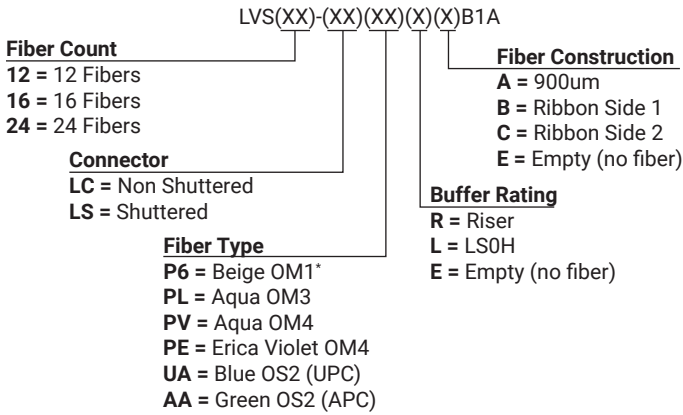 LVS(XX)-(XX)(XX)(X)(X)B1A
Fiber Count
12 = 12 Fibers
16 = 16 Fibers
24 = 24 Fibers
Connector
LC = Non Shuttered
LS = Shuttered
Fiber Type
P6 = Beige OM1*
PL = Aqua OM3
PV = Aqua OM4
PE = Erica Violet OM4
UA = Blue OS2 (UPC)
AA = Green OS2 (APC)
Fiber Construction
A = 900um
B = Ribbon Side 1
C = Ribbon Side 2
E = Empty (no fiber)
Buffer Rating
R = Riser
L = LS0H
E = Empty (no fiber)